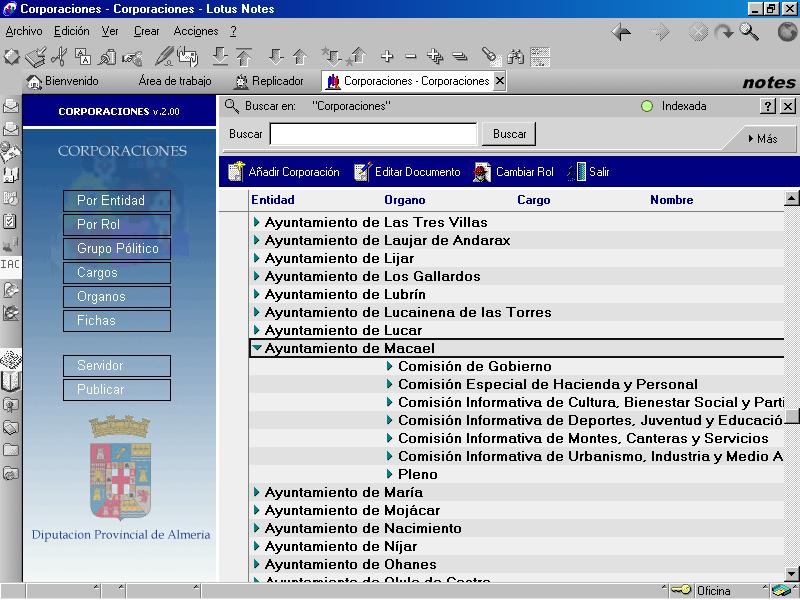 Corporaciones - Corporaciones - Lotus Notes
Archivo Edición Ver Crear Acciones ?
Bienvenido Área de trabajo Replicador Corporaciones - Corporaciones
notes
CORPORACIONES v.2.00
Buscar en: "Corporaciones" Indexada
Buscar Buscar Más
CORPORACIONES
Añadir Corporación Editar Documento Cambiar Rol Salir
Por Entidad
Por Rol
Grupo Pólitico
Cargos
Organos
Fichas
Servidor
Publicar
Diputacion Provincial de Almeria
IAC
Entidad Organo Cargo Nombre
Ayuntamiento de Las Tres Villas
Ayuntamiento de Laujar de Andarax
Ayuntamiento de Lijar
Ayuntamiento de Los Gallardos
Ayuntamiento de Lubrín
Ayuntamiento de Lucainena de las Torres
Ayuntamiento de Lucar
Ayuntamiento de Macael
Comisión de Gobierno
Comisión Especial de Hacienda y Personal
Comisión Informativa de Cultura, Bienestar Social y Parti
Comisión Informativa de Deportes, Juventud y Educació
Comisión Informativa de Montes, Canteras y Servicios
Comisión Informativa de Urbanismo, Industria y Medio A
Pleno
Ayuntamiento de María
Ayuntamiento de Mojácar
Ayuntamiento de Nacimiento
Ayuntamiento de Níjar
Ayuntamiento de Ohanes
Ayuntamiento de Olula de Castro
Oficina